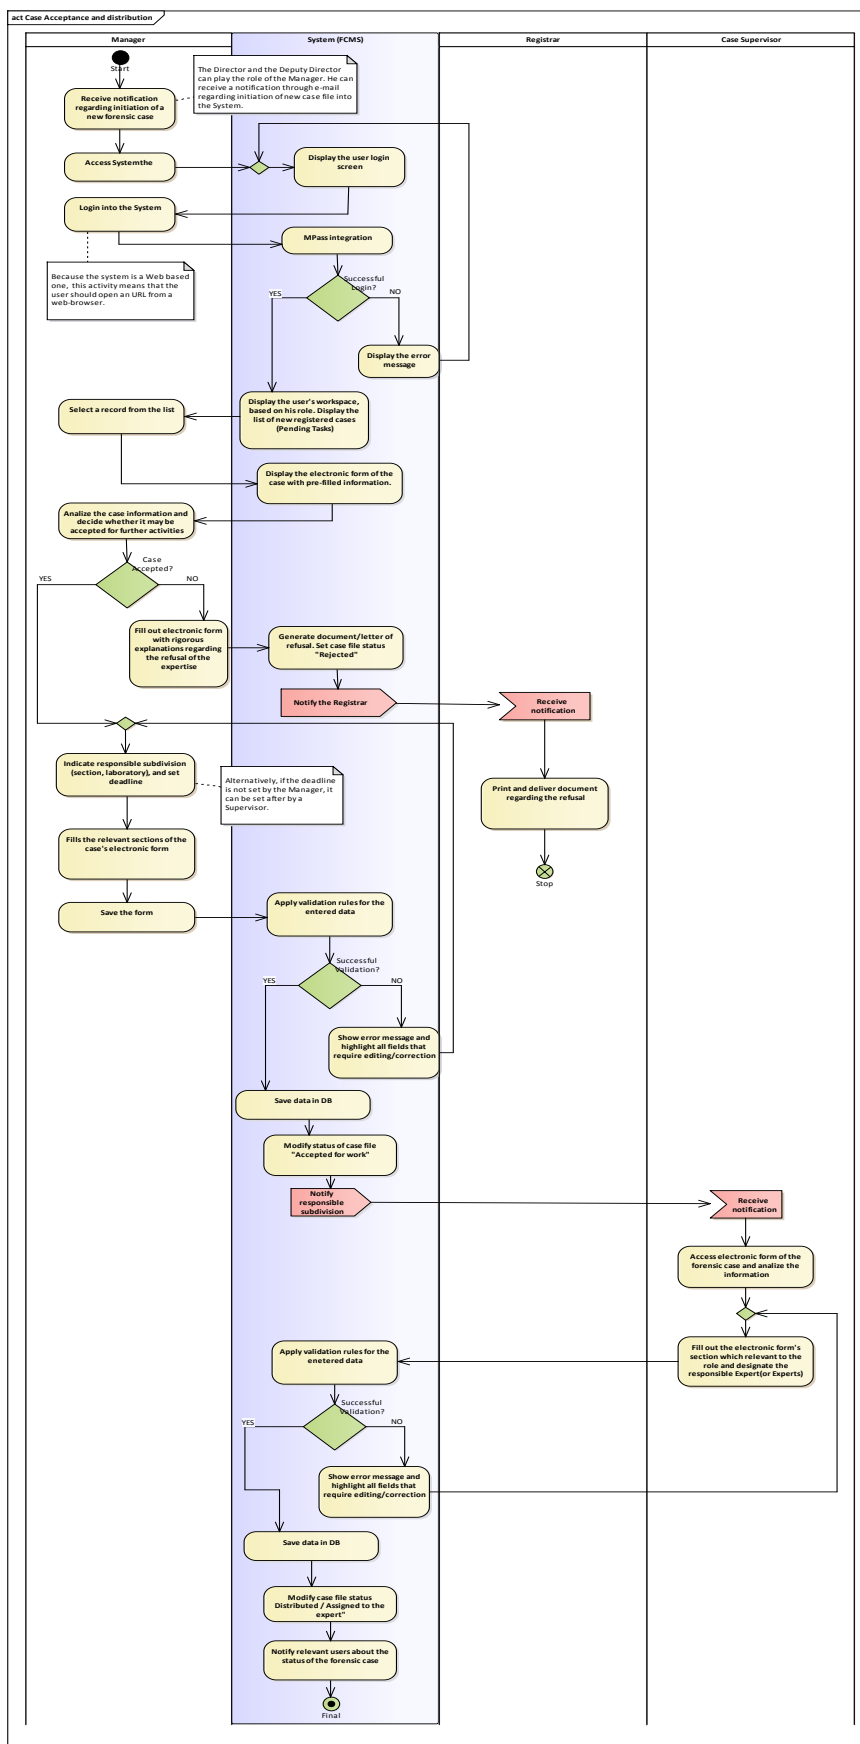 act Case Acceptance and distribution
Manager
System (FCMS)
Registrar
Case Supervisor
Start
The Director and the Deputy Director
can play the role of the Manager. He can
receive a notification through e-mail
regarding initiation of new case file into
the System.
Receive notification
regarding initiation of a
new forensic case
Access Systemthe
Display the user login
screen
Login into the System
MPass integration
Because the system is a Web based
one, this activity means that the
user should open an URL from a
web-browser.
Successful
Login?
YES
NO
Display the error
message
Display the user's workspace,
based on his role. Display the
list of new registered cases
(Pending Tasks)
Select a record from the list
Display the electronic form of the
case with pre-filled information.
Analize the case information and
decide whether it may be
accepted for further activities
Case
Accepted?
YES
NO
Fill out electronic form
with rigorous
explanations regarding
the refusal of the
expertise
Generate document/letter of
refusal. Set case file status
"Rejected"
Notify the Registrar
Receive
notification
Indicate responsible subdivision
(section, laboratory), and set
deadline
Alternatively, if the deadline
is not set by the Manager, it
can be set after by a
Supervisor.
Print and deliver document
regarding the refusal
Fills the relevant sections of the
case's electronic form
Stop
Save the form
Apply validation rules for the
entered data
Successful
Validation?
YES
NO
Show error message and
highlight all fields that
require editing/correction
Save data in DB
Modify status of case file
"Accepted for work"
Notify
responsible
subdivision
Receive
notification
Access electronic form of the
forensic case and analize the
information
Fill out the electronic form's
section which relevant to the
role and designate the
responsible Expert(or Experts)
Apply validation rules for the
enetered data
Successful
Validation?
YES
NO
Show error message and
highlight all fields that
require editing/correction
Save data in DB
Modify case file status
Distributed / Assigned to the
expert"
Notify relevant users about the
status of the forensic case
Final